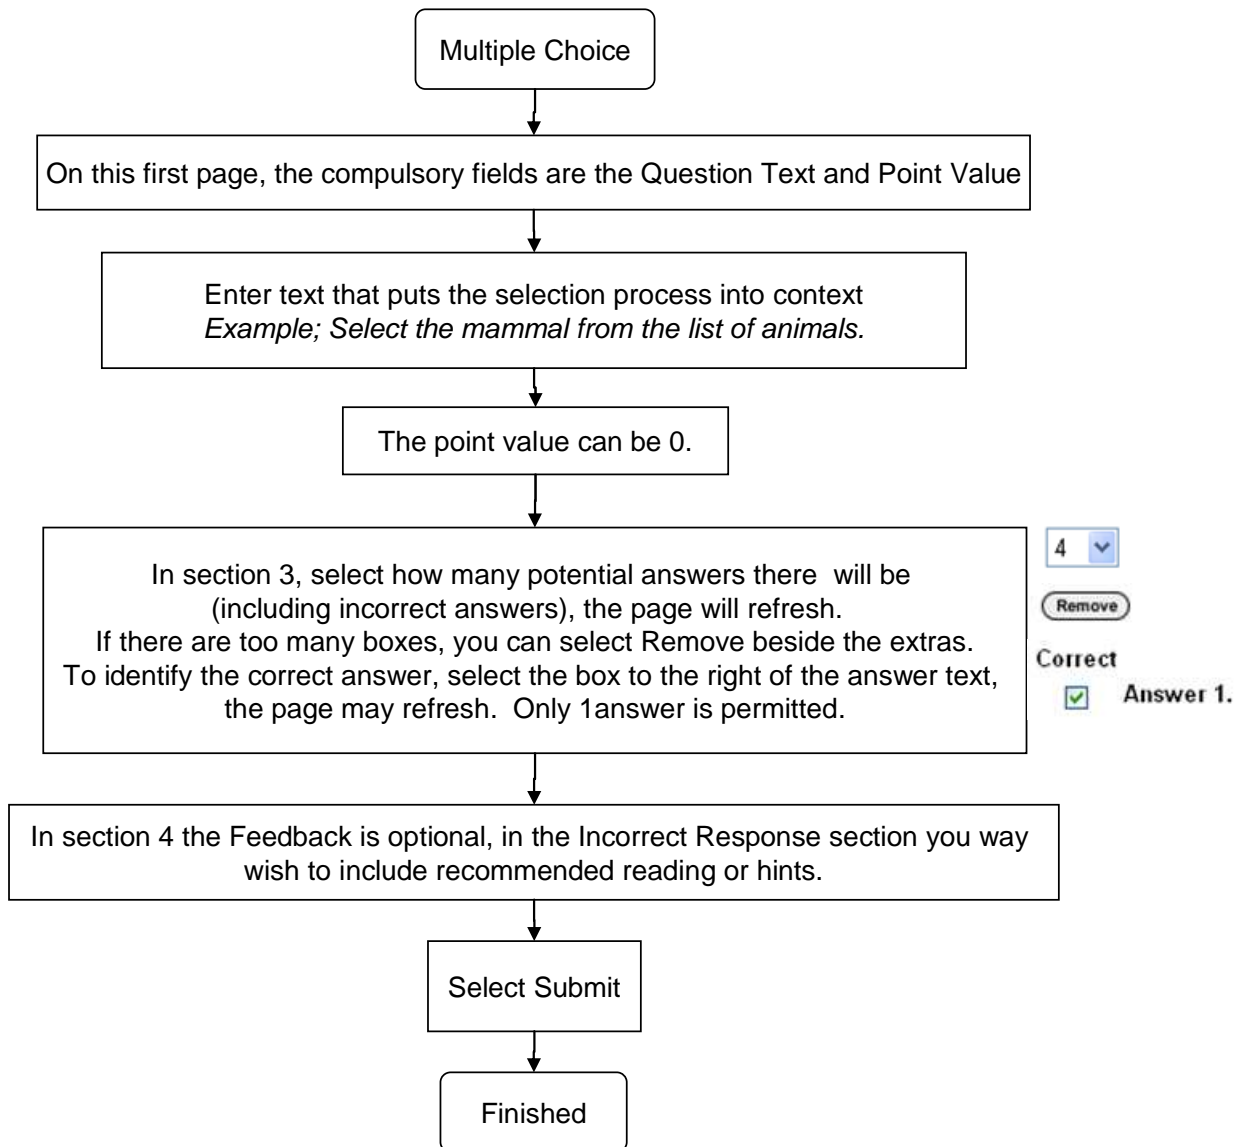 Multiple Choice
On this first page, the compulsory fields are the Question Text and Point Value
Enter text that puts the selection process into context
Example; Select the mammal from the list of animals.
The point value can be 0.
In section 3, select how many potential answers there  will be
(including incorrect answers), the page will refresh.
If there are too many boxes, you can select Remove beside the extras.
To identify the correct answer, select the box to the right of the answer text,
the page may refresh.  Only 1answer is permitted.
4
Remove
Correct
Answer 1.
In section 4 the Feedback is optional, in the Incorrect Response section you way
wish to include recommended reading or hints.
Select Submit
Finished